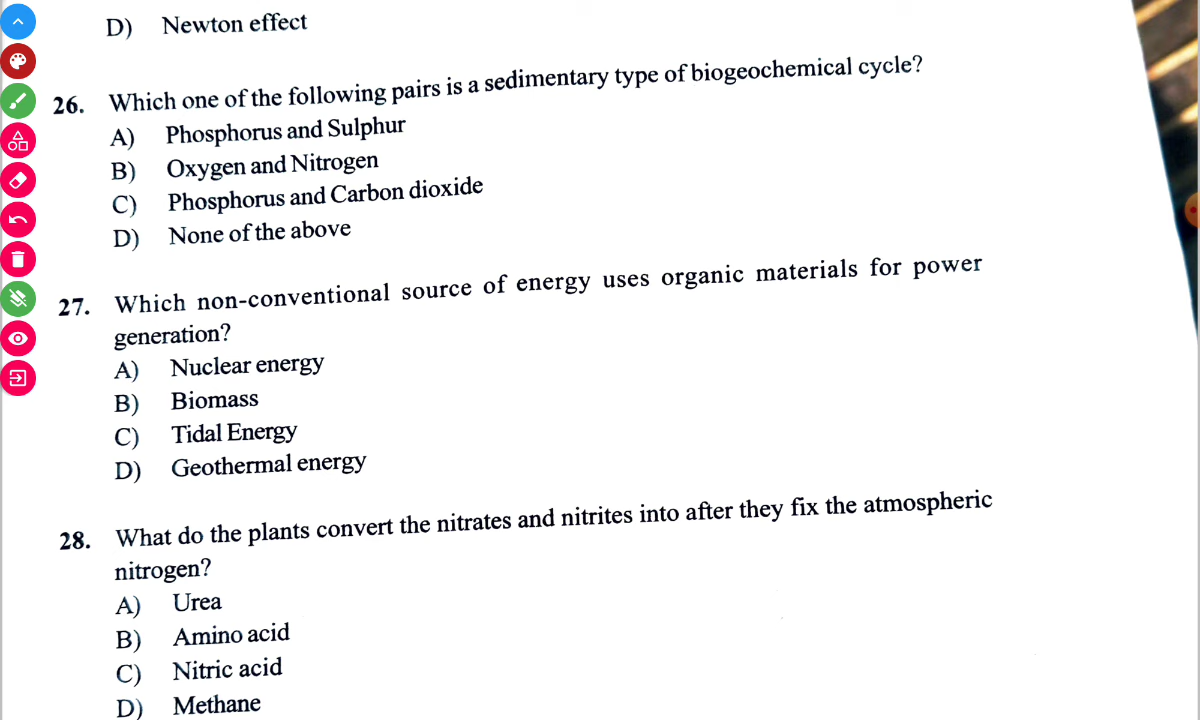 D) Newton effect
26. Which one of the following pairs is a sedimentary type of biogeochemical cycle?
A) Phosphorus and Sulphur
B) Oxygen and Nitrogen
C) Phosphorus and Carbon dioxide
D) None of the above
27. Which non-conventional source of energy uses organic materials for power
generation?
A) Nuclear energy
B) Biomass
C) Tidal Energy
D) Geothermal energy
28. What do the plants convert the nitrates and nitrites into after they fix the atmospheric
nitrogen?
A) Urea
B) Amino acid
C) Nitric acid
D) Methane